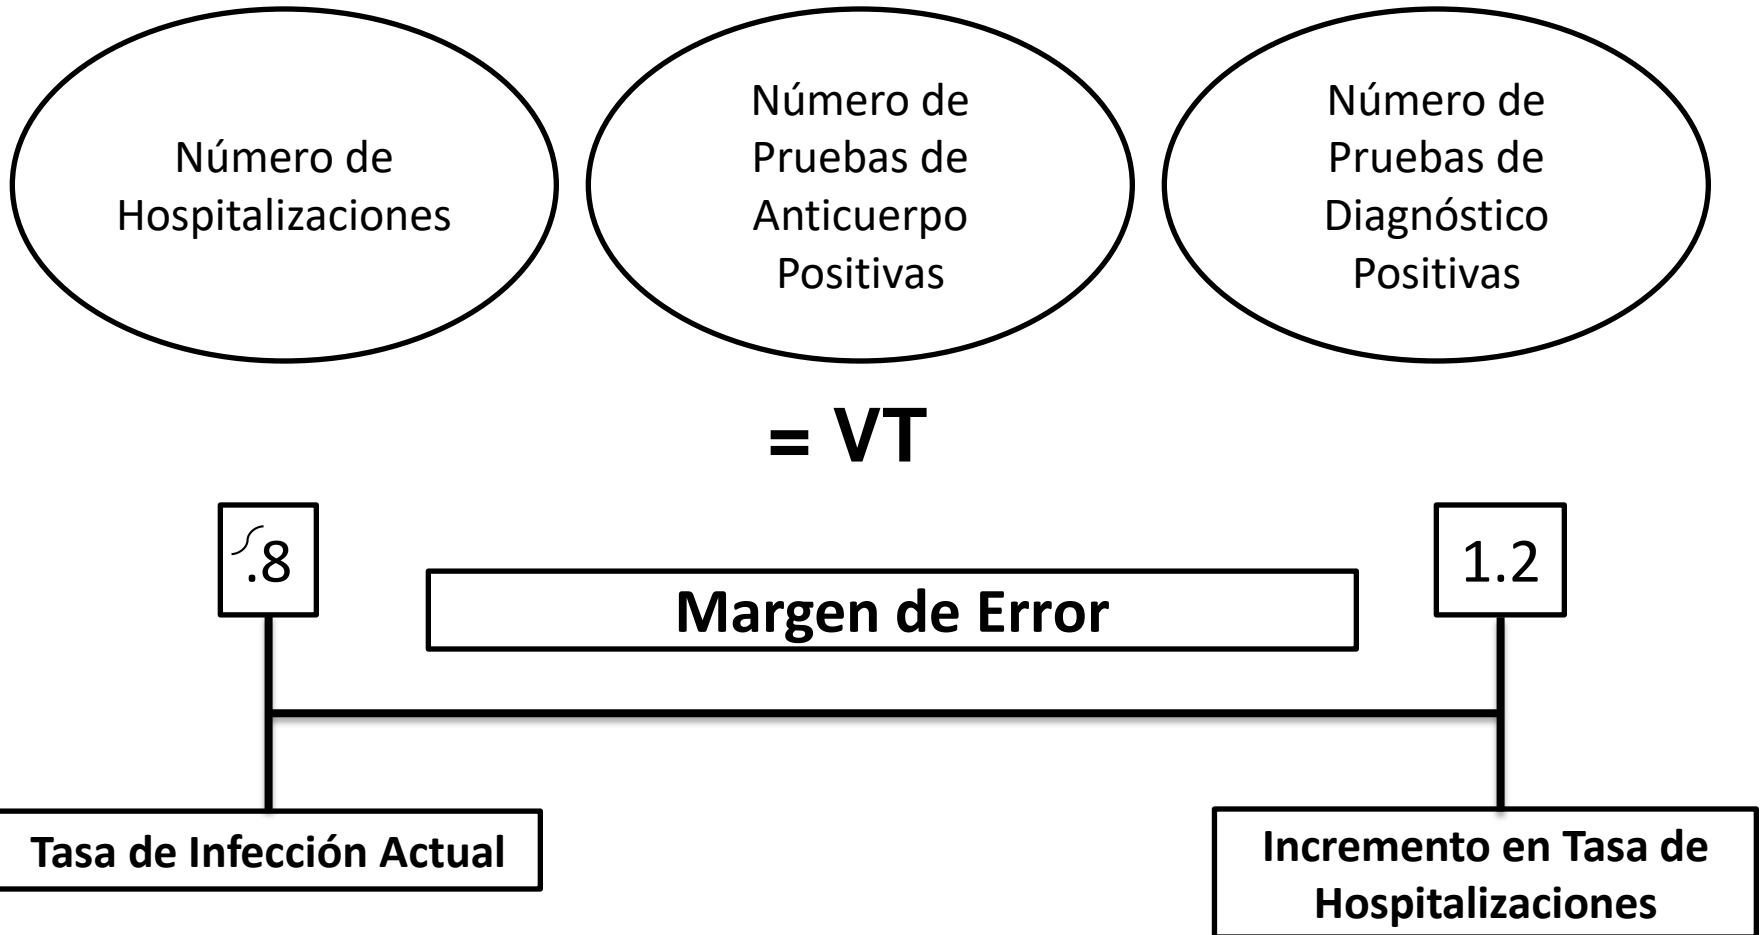 Número de
Hospitalizaciones
Número de
Pruebas de
Anticuerpo
Positivas
Número de
Pruebas de
Diagnóstico
Positivas
= VT
.8
1.2
Margen de Error
Tasa de Infección Actual
Incremento en Tasa de
Hospitalizaciones